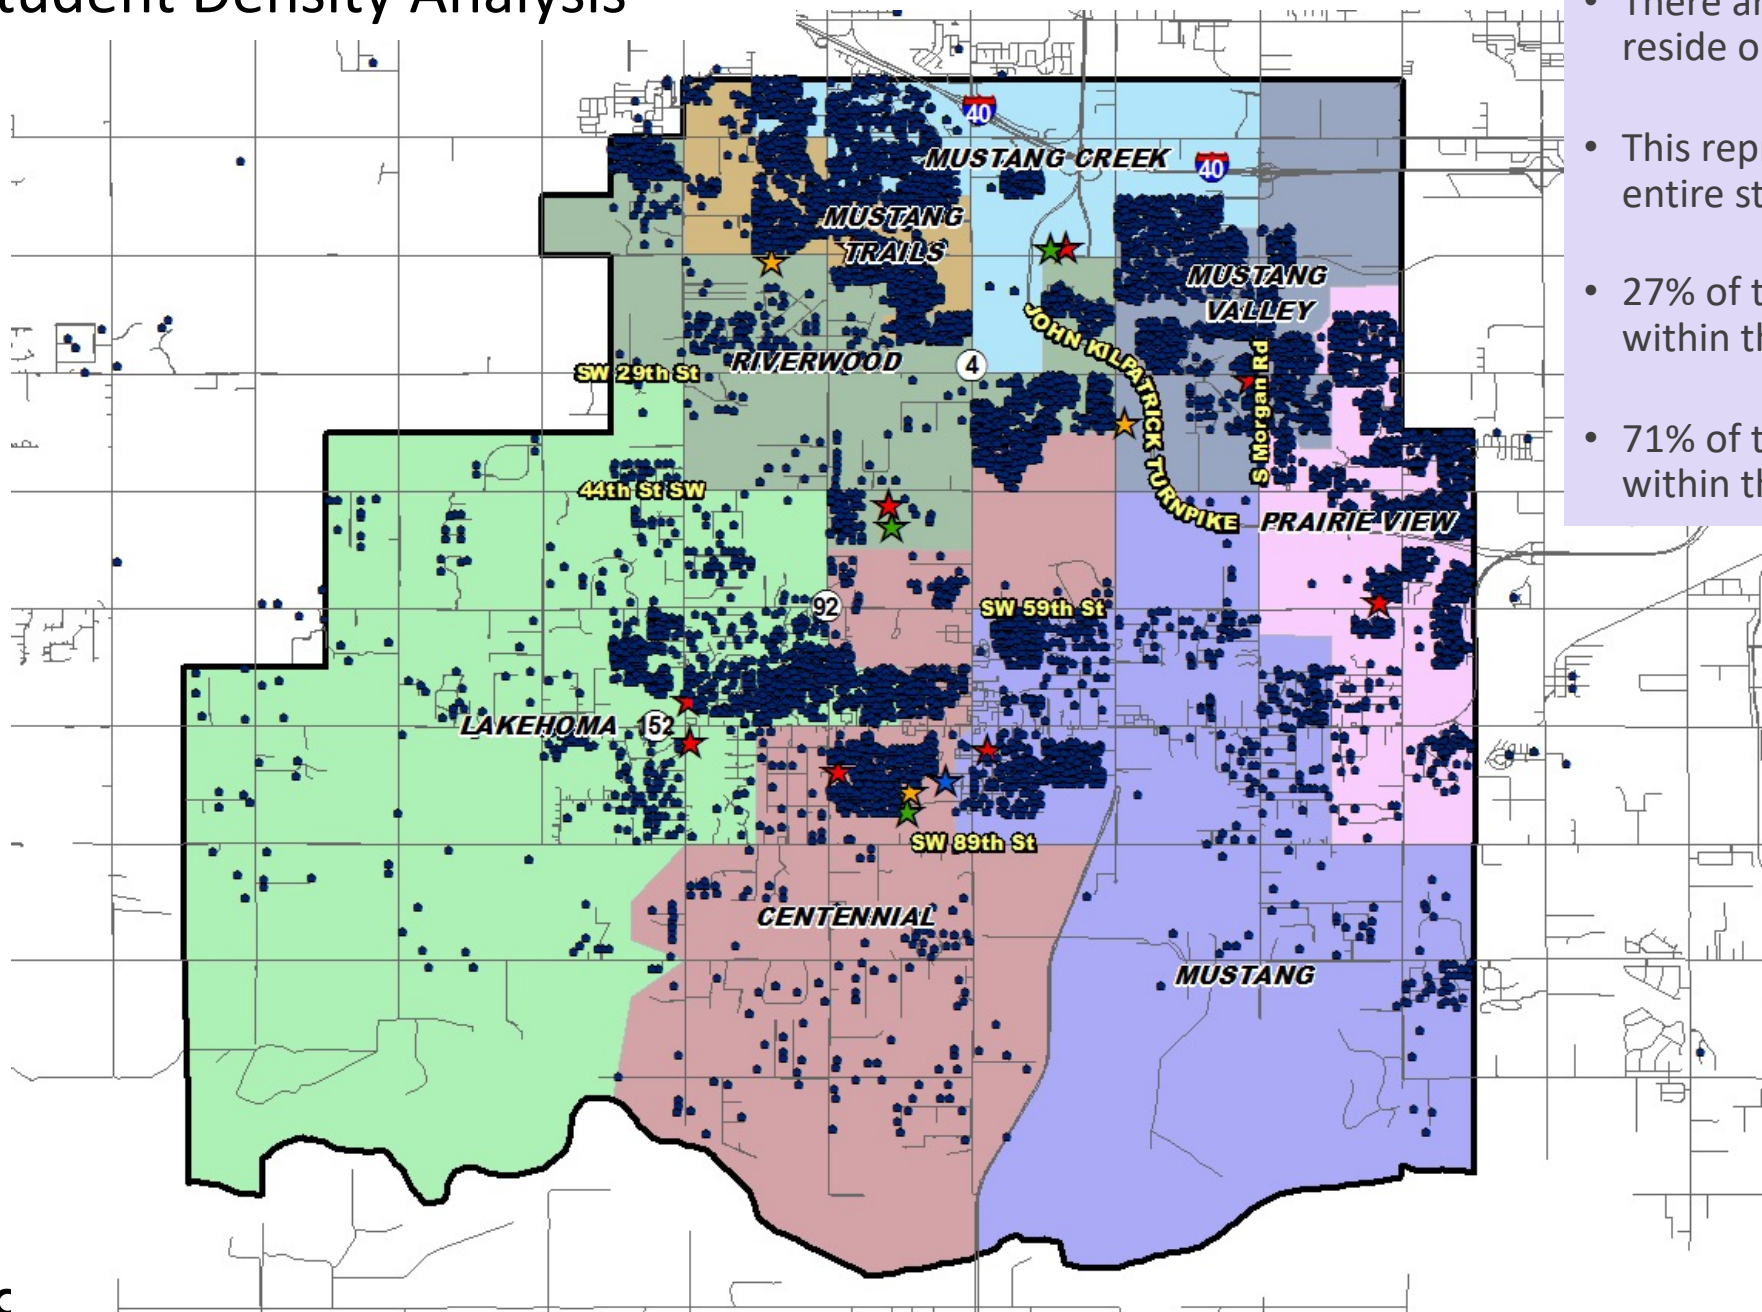 Student Density Analysis
reside o
• This rep
entire st
• 27% of t
within th
• 71% of t
within th
40
MUSTANG CREEK
40
MUSTANG
TRAILS
MUSTANG
VALLEY
JOHN KILPATRICK TURNPIKE
RIVERWOOD
4
SW 29th St
S Morgan Rd
44th St SW
PRAIRIE VIEW
92
SW 59th St
LAKEHOMA
152
SW 89th St
CENTENNIAL
MUSTANG